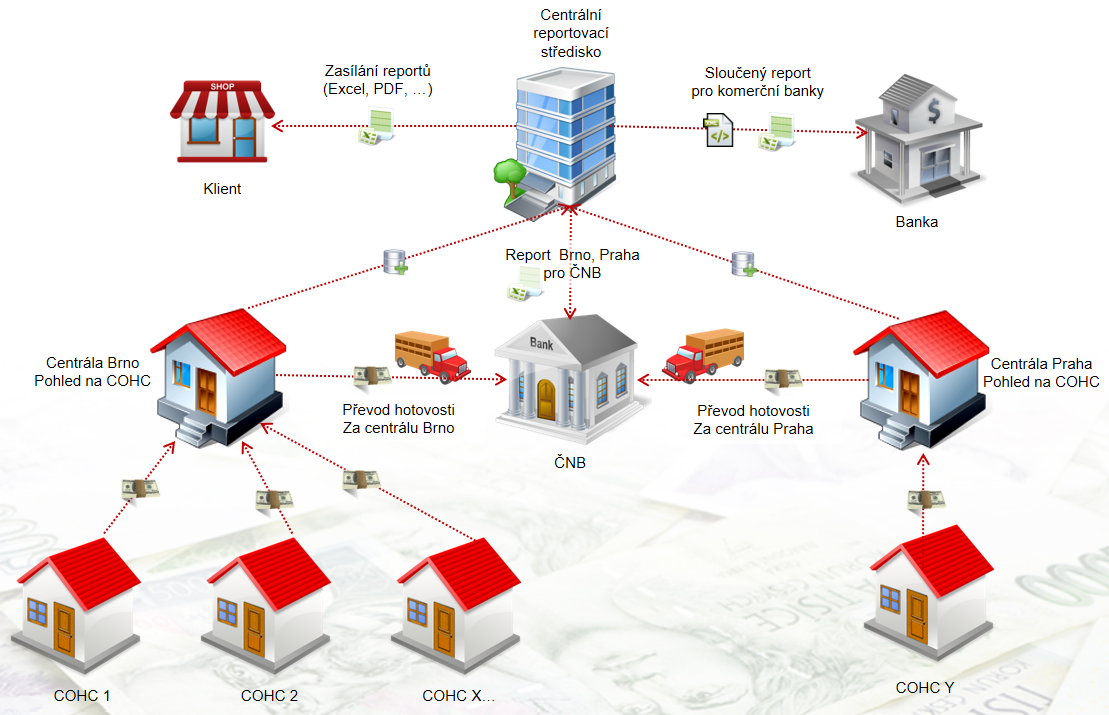 Centrální
reportovací
středisko
Zasílání reportů
(Excel, PDF, …)
Sloučený report
pro komerční banky
SHOP
$
</>
Klient
Banka
Report Brno, Praha
pro ČNB
Bank
Centrála Brno
Pohled na COHC
Centrála Praha
Pohled na COHC
Převod hotovosti
Za centrálu Brno
Převod hotovosti
Za centrálu Praha
ČNB
TISÍC
COHC 1
COHC 2
COHC X…
COHC Y